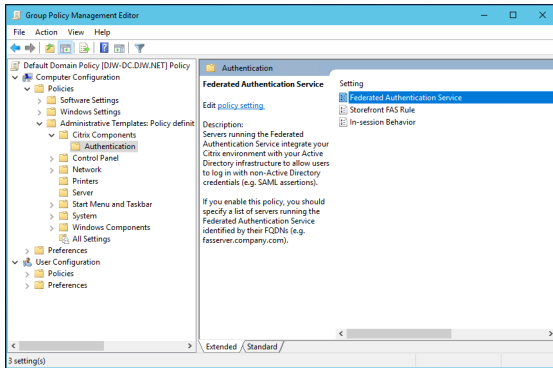 Group Policy Management Editor
File Action View Help
Default Domain Policy [DJW-DC.DJW.NET] Policy
Computer Configuration
Policies
Software Settings
Windows Settings
Administrative Templates: Policy definit
Citrix Components
Authentication
Control Panel
Network
Printers
Server
Start Menu and Taskbar
System
Windows Components
All Settings
Preferences
User Configuration
Policies
Preferences
Authentication
Federated Authentication Service
Edit policy setting
Description:
Servers running the Federated
Authentication Service integrate your
Citrix environment with your Active
Directory infrastructure to allow users
to log in with non-Active Directory
credentials (e.g. SAML assertions).
If you enable this policy, you should
specify a list of servers running the
Federated Authentication Service
identified by their FQDNs (e.g.
fasserver.company.com).
Setting
Federated Authentication Service
Storefront FAS Rule
In-session Behavior
Extended Standard
3 setting(s)